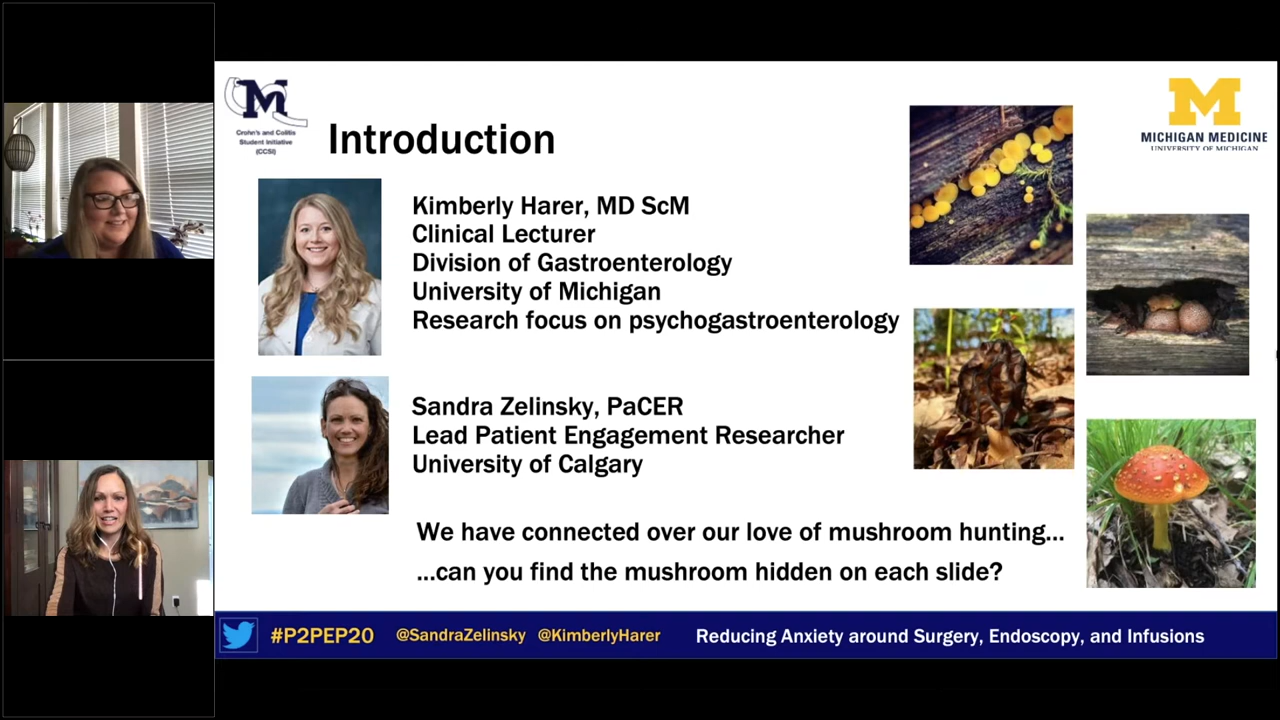 M
Crohn's and Colitis
Student Initiative
(CCSI)
Introduction
M
MICHIGAN MEDICINE
UNIVERSITY OF MICHIGAN
Kimberly Harer, MD ScM
Clinical Lecturer
Division of Gastroenterology
University of Michigan
Research focus on psychogastroenterology
Sandra Zelinsky, PaCER
Lead Patient Engagement Researcher
University of Calgary
We have connected over our love of mushroom hunting...
...can you find the mushroom hidden on each slide?
#P2PEP20 @SandraZelinsky @KimberlyHarer Reducing Anxiety around Surgery, Endoscopy, and Infusions